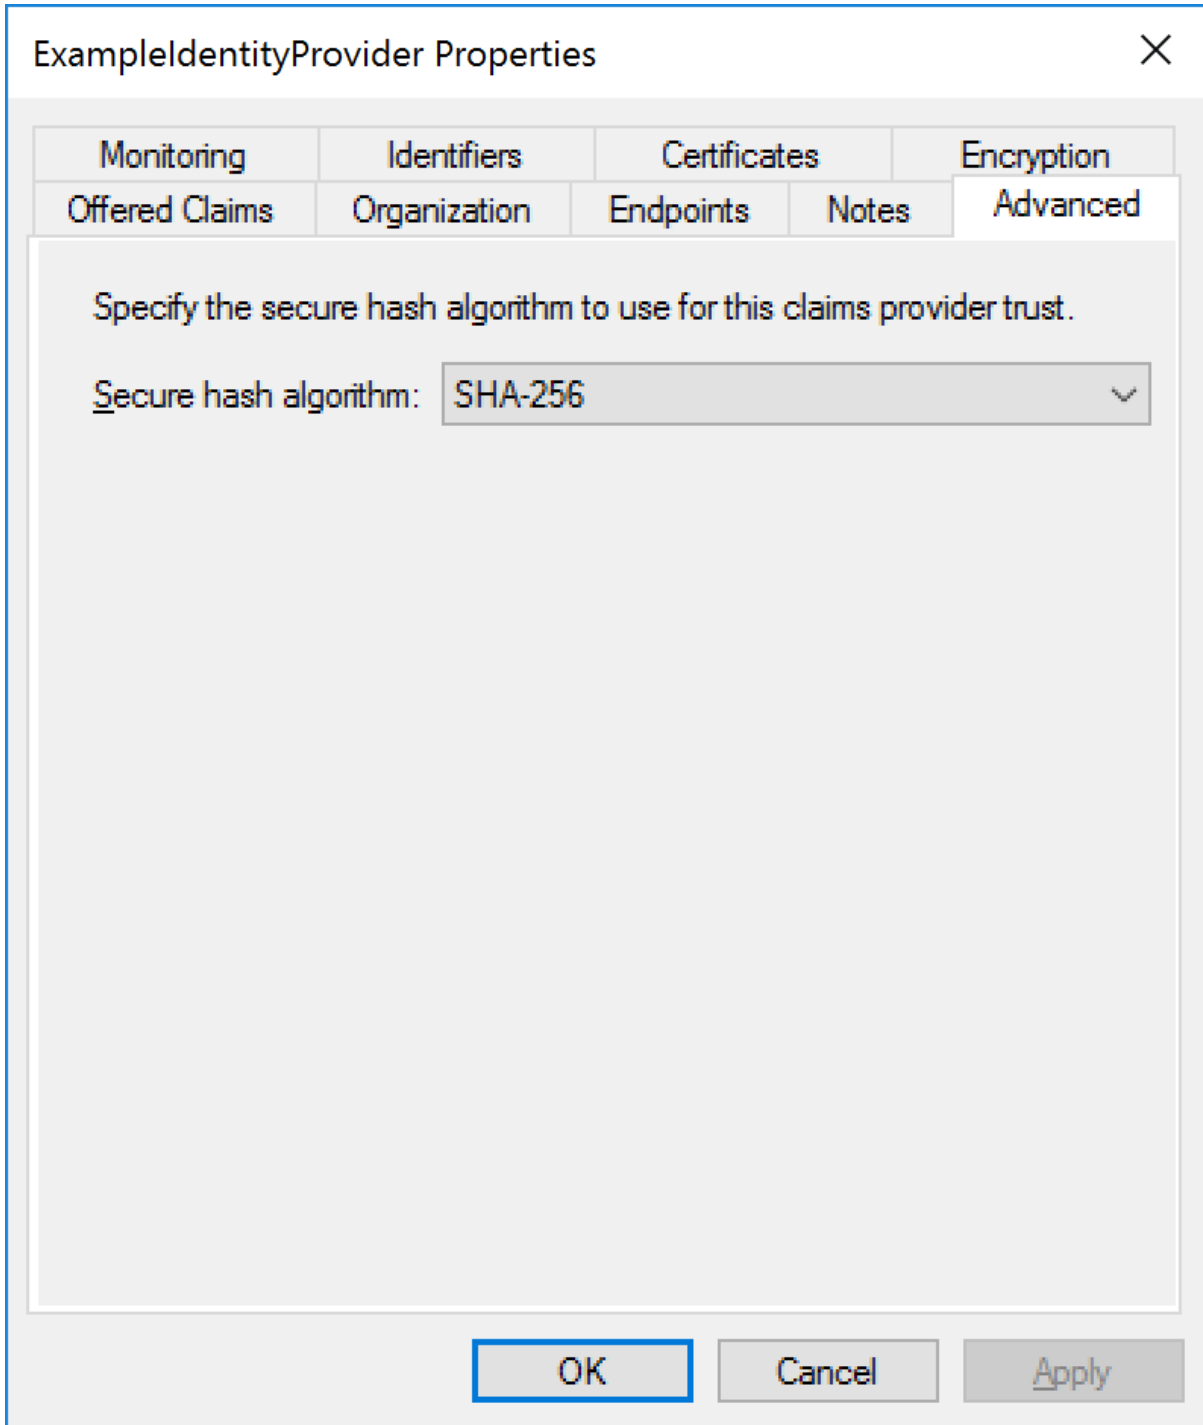 ExampleIdentityProvider Properties
Monitoring Identifiers Certificates Encryption
Offered Claims Organization Endpoints Notes Advanced
Specify the secure hash algorithm to use for this claims provider trust.
Secure hash algorithm: SHA-256
OK Cancel Apply